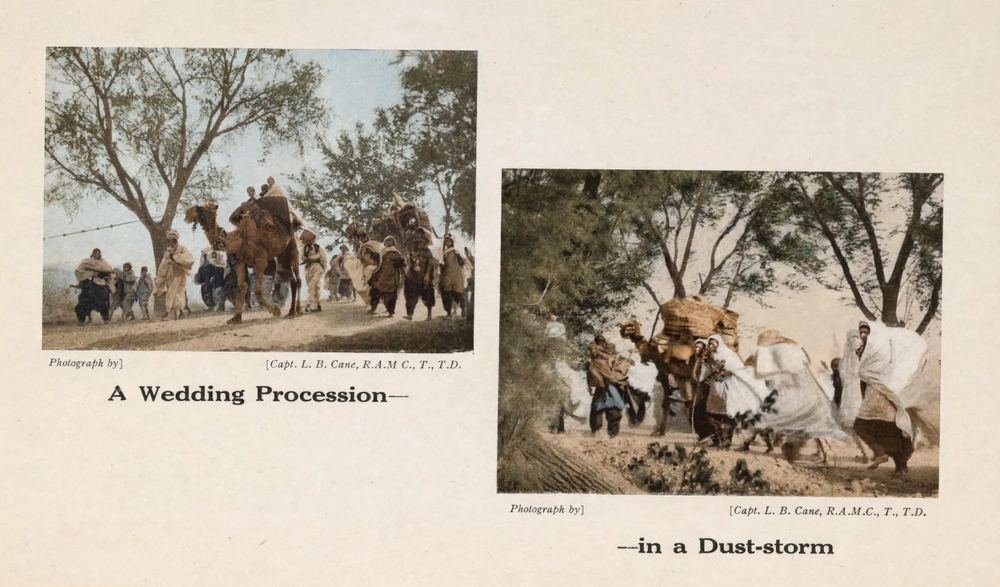 Photograph by] [Capt. L. B. Cane, R.A.M C., T., T.D.
A Wedding Procession—
Photograph by] [Capt. L. B. Cane, R.A.M.C., T., T.D.
—in a Dust-storm